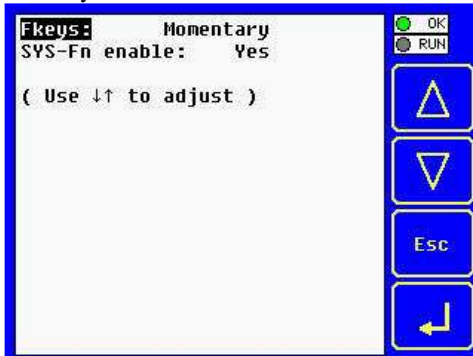 Fkeys: Momentary
SYS-Fn enable: Yes
( Use ↓↑ to adjust )
OK
RUN
Esc